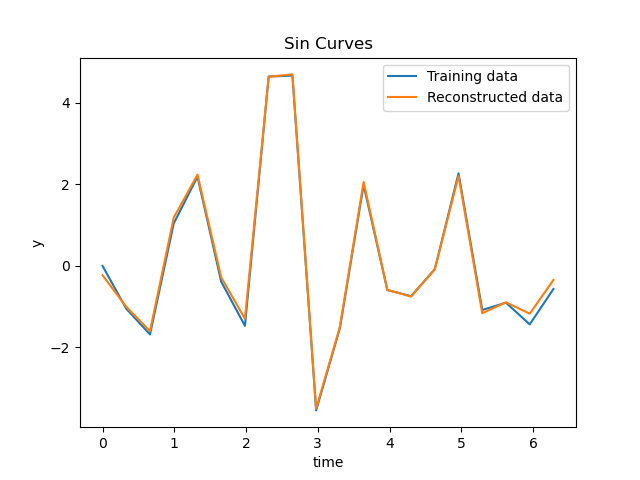 Sin Curves
Training data
Reconstructed data
4
2
0
−2
y
0 1 2 3 4 5 6
time